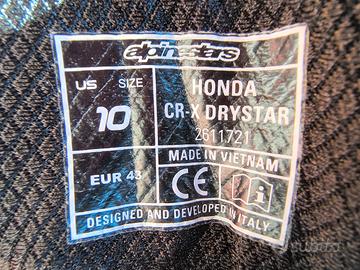 alpinestars
US SIZE
10
EUR 43
HONDA
CR-X DRYSTAR
2611721
MADE IN VIETNAM
CE
DESIGNED AND DEVELOPED IN ITALY